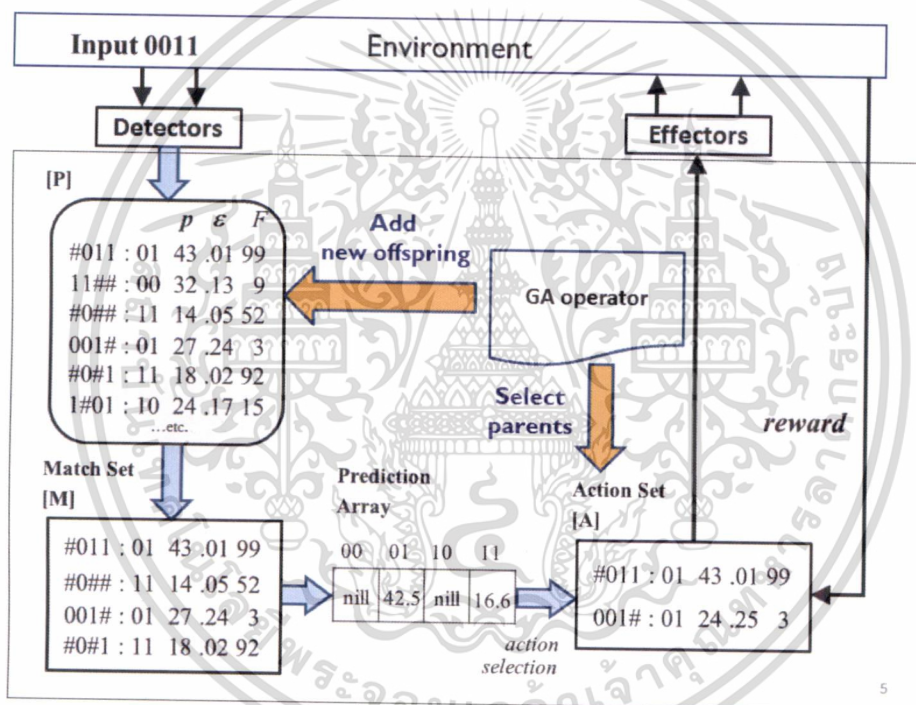 Input 0011
Environment
Detectors
Effectors
[P]
p ε F
#011 : 01 43 .01 99
11## : 00 32 .13 9
#0## : 11 14 .05 52
001# : 01 27 .24 3
#0#1 : 11 18 .02 92
1#01 : 10 24 .17 15
...etc.
Add
new offspring
GA operator
Select
parents
reward
Match Set
[M]
#011 : 01 43 .01 99
#0## : 11 14 .05 52
001# : 01 27 .24 3
#0#1 : 11 18 .02 92
Prediction
Array
00 01 10 11
nill 42.5 nill 16.6
action
selection
Action Set
[A]
#011 : 01 43 .01 99
001# : 01 24 .25 3
5